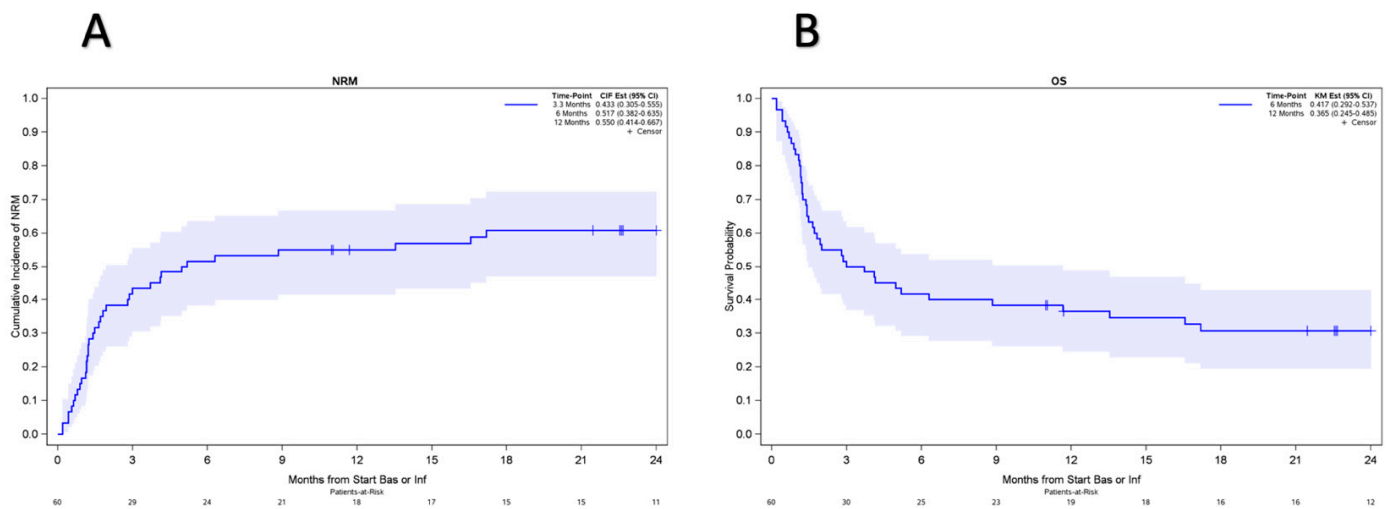 A
NRM
Time-Point CIF Est (95% CI)
3.3 Months 0.433 (0.305-0.555)
6 Months 0.517 (0.382-0.635)
12 Months 0.550 (0.414-0.667)
+ Censor
Cumulative Incidence of NRM
1.0
0.9
0.8
0.7
0.6
0.5
0.4
0.3
0.2
0.1
0.0
0 3 6 9 12 15 18 21 24
Months from Start Bas or Inf
Patients-at-Risk
60 29 24 21 18 17 15 15 11
B
OS
Time-Point KM Est (95% CI)
6 Months 0.417 (0.292-0.537)
12 Months 0.365 (0.245-0.485)
+ Censor
Survival Probability
1.0
0.9
0.8
0.7
0.6
0.5
0.4
0.3
0.2
0.1
0.0
0 3 6 9 12 15 18 21 24
Months from Start Bas or Inf
Patients-at-Risk
60 30 25 23 19 18 16 16 12